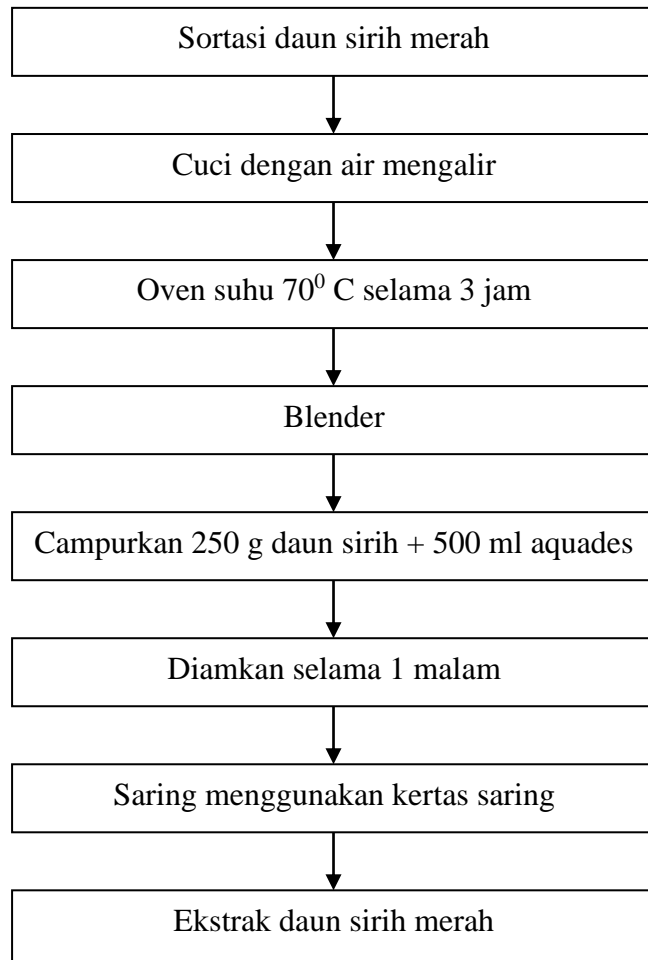 Sortasi daun sirih merah
Cuci dengan air mengalir
Oven suhu 70⁰ C selama 3 jam
Blender
Campurkan 250 g daun sirih + 500 ml aquades
Diamkan selama 1 malam
Saring menggunakan kertas saring
Ekstrak daun sirih merah